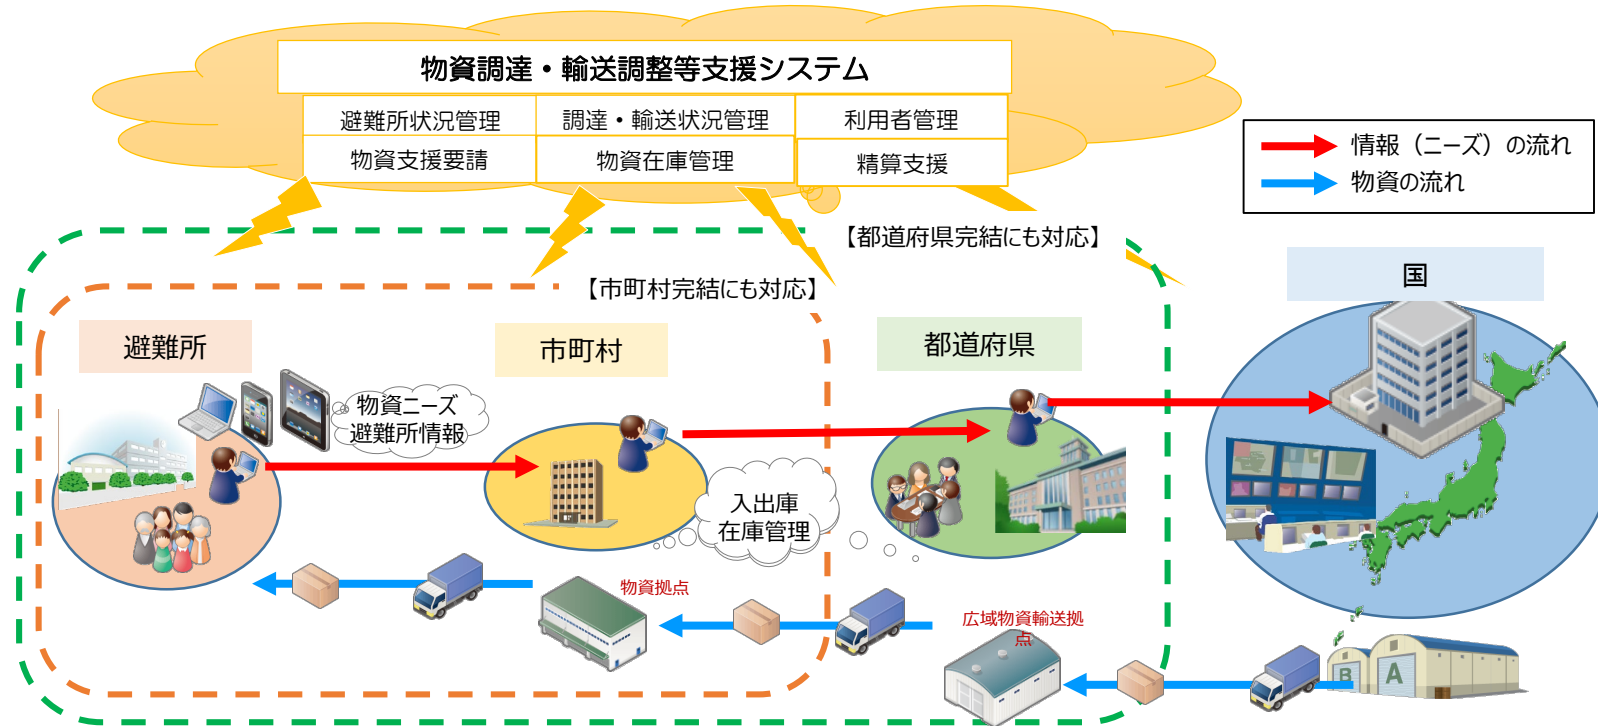 物資調達・輸送調整等支援システム
避難所状況管理
調達・輸送状況管理
利用者管理
物資支援要請
物資在庫管理
精算支援
情報（ニーズ）の流れ
物資の流れ
【都道府県完結にも対応】
【市町村完結にも対応】
国
避難所
市町村
都道府県
物資ニーズ
避難所情報
入出庫
在庫管理
物資拠点
広域物資輸送拠
点
B
A